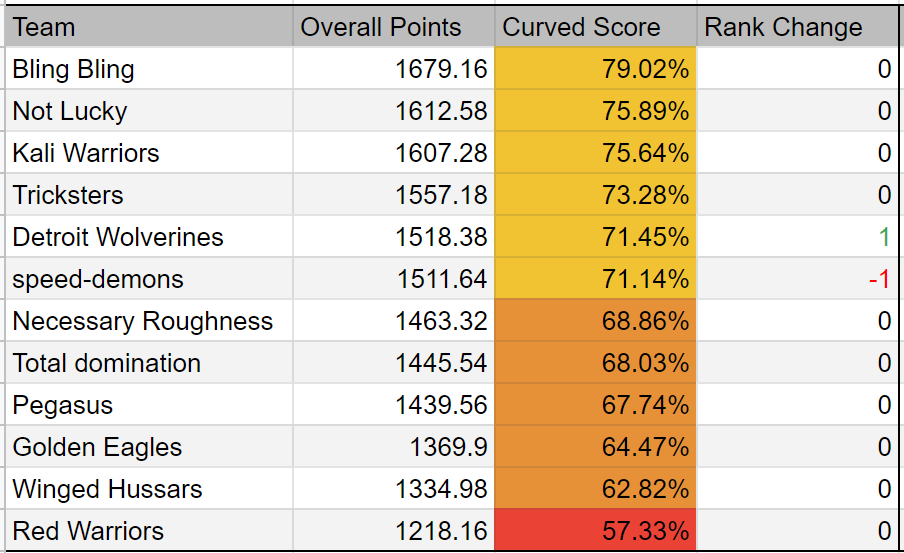 Team Overall Points Curved Score Rank Change
Bling Bling 1679.16 79.02% 0
Not Lucky 1612.58 75.89% 0
Kali Warriors 1607.28 75.64% 0
Tricksters 1557.18 73.28% 0
Detroit Wolverines 1518.38 71.45% 1
speed-demons 1511.64 71.14% -1
Necessary Roughness 1463.32 68.86% 0
Total domination 1445.54 68.03% 0
Pegasus 1439.56 67.74% 0
Golden Eagles 1369.9 64.47% 0
Winged Hussars 1334.98 62.82% 0
Red Warriors 1218.16 57.33% 0